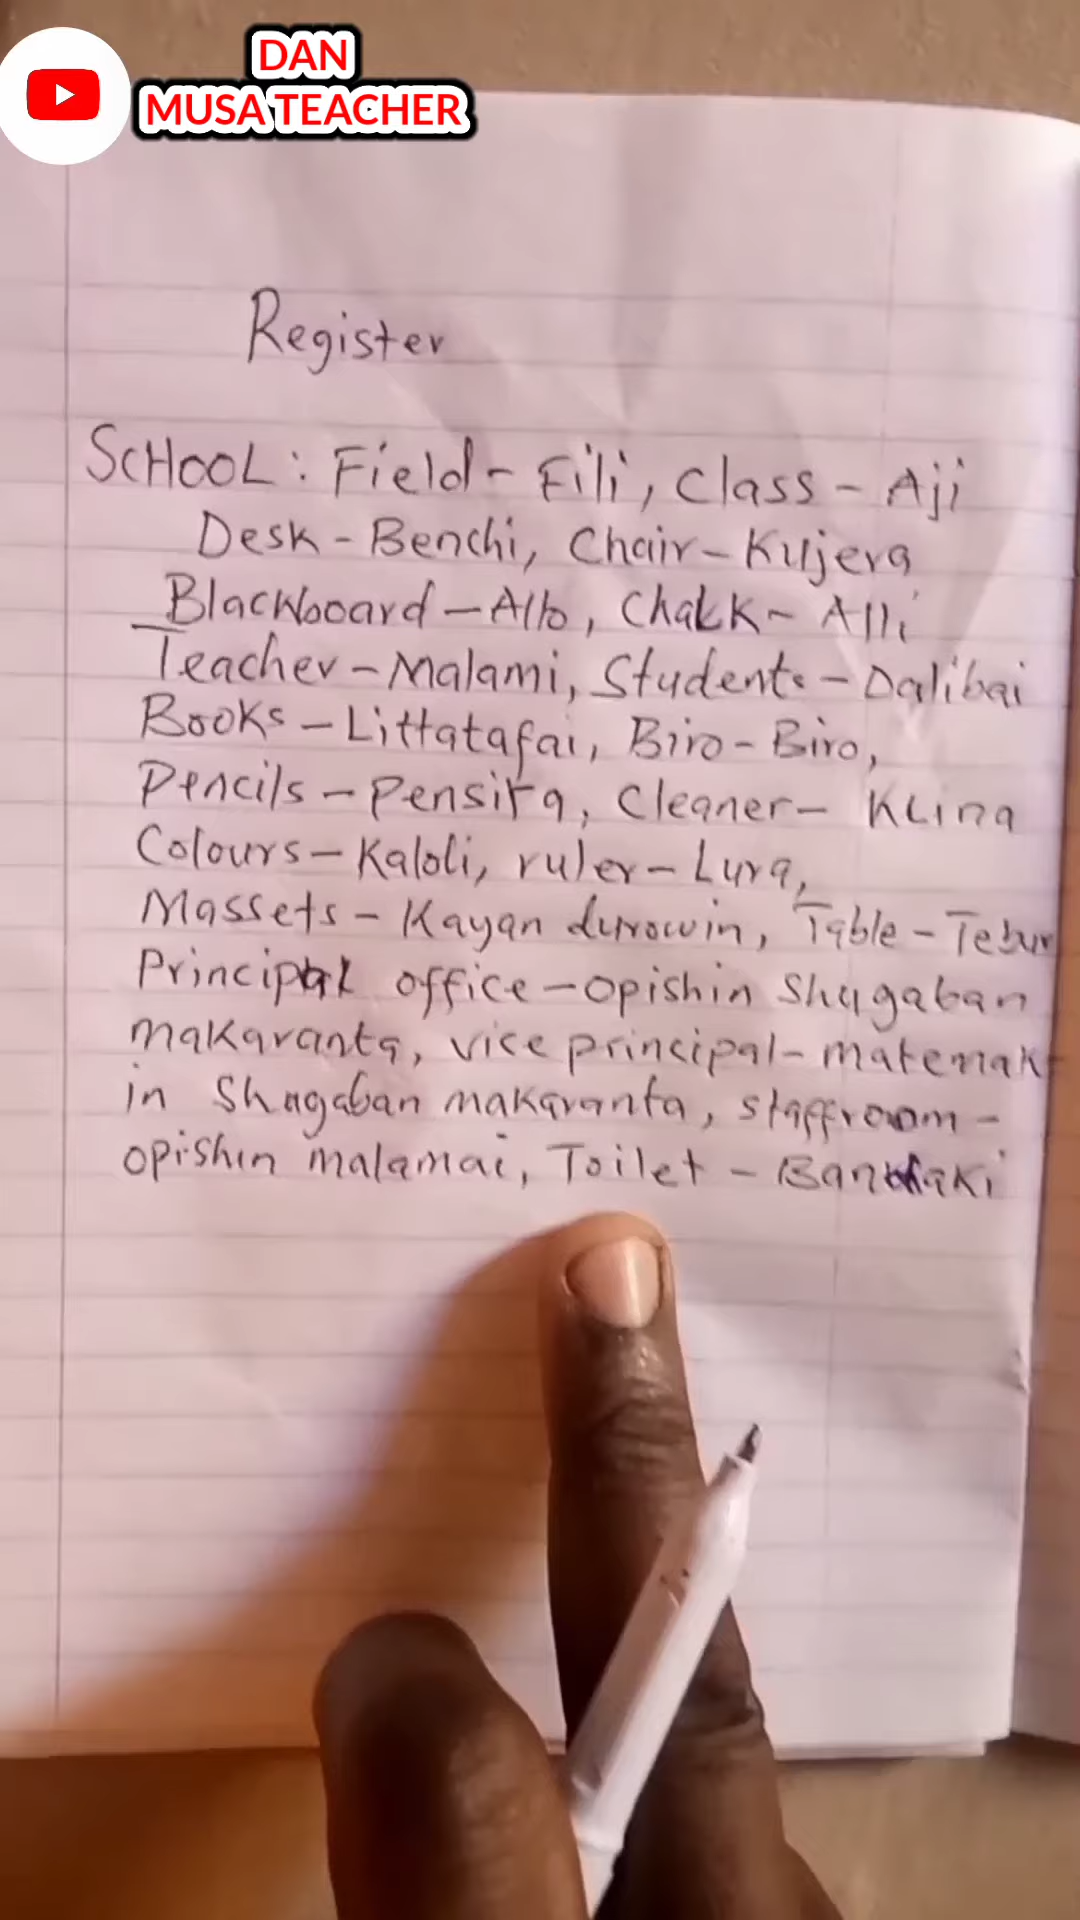 DAN
MUSA TEACHER
Register
SCHOOL: Field - Fili, Class - Aji
Desk - Benchi, Chair - Kujera
Blackboard - Allo, Chalk - Alli
Teacher - Malami, Students - Dalibai
Books - Littatafai, Biro - Biro,
Pencils - Pensira, Cleaner - Klina
Colours - Kaloli, ruler - Lura,
Massets - Kayan durowin, Table - Tebur
Principal office - opishin Shugaban
makaranta, vice principal - matemak
in Shugaban makaranta, staffroom -
opishin malamai, Toilet - Bandaki